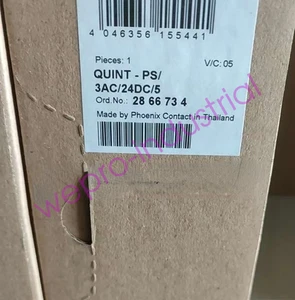 4 046356 155441
Pieces: 1 V/C: 05
QUINT - PS/
3AC/24DC/5
Ord.No.: 28 66 73 4
Made by Phoenix Contact in Thailand
wepro-industrial